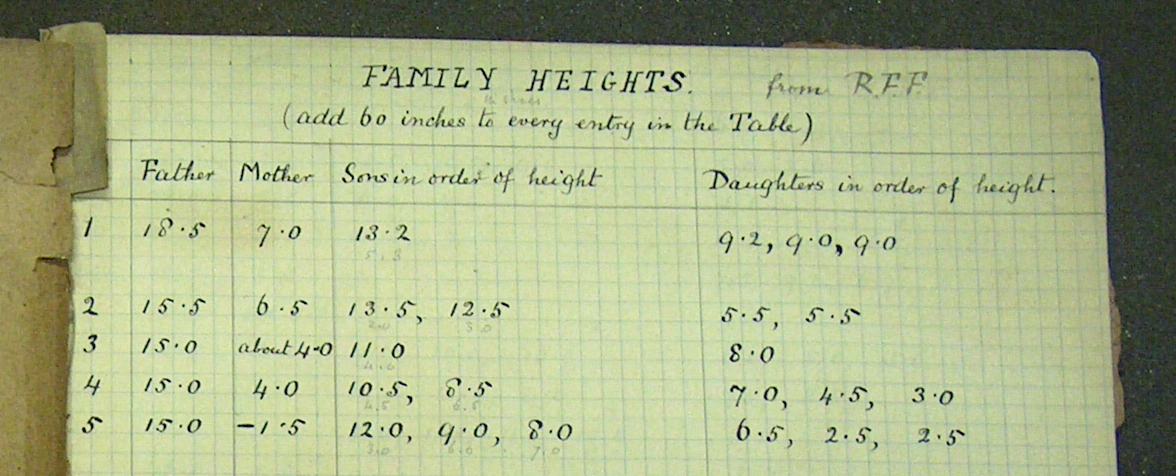 FAMILY HEIGHTS. from R.F.F.
(add 60 inches to every entry in the Table)
Father Mother Sons in order of height Daughters in order of height.
1 18·5 7·0 13·2 9·2, 9·0, 9·0
2 15·5 6·5 13·5, 12·5 5·5, 5·5
3 15·0 about 4·0 11·0 8·0
4 15·0 4·0 10·5, 8·5 7·0, 4·5, 3·0
5 15·0 -1·5 12·0, 9·0, 8·0 6·5, 2·5, 2·5